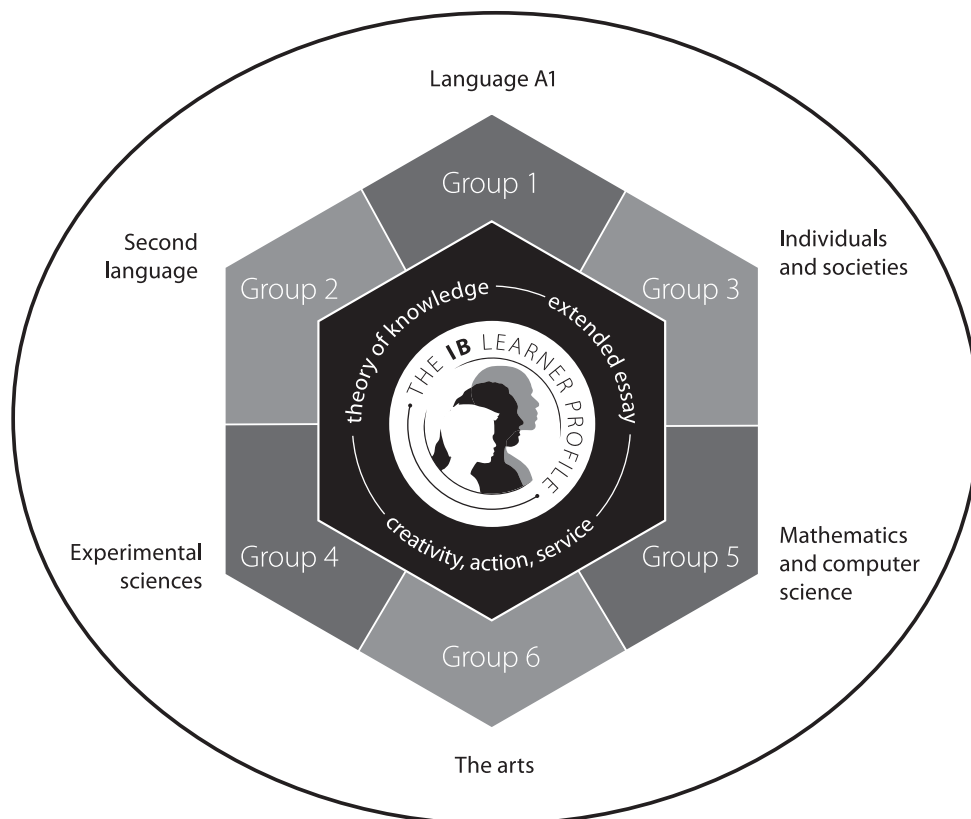 Language A1
Group 1
Second
language
Individuals
and societies
Group 2
Group 3
theory of knowledge
extended essay
THE IB LEARNER PROFILE
creativity, action, service
Experimental
sciences
Mathematics
and computer
science
Group 4
Group 5
Group 6
The arts